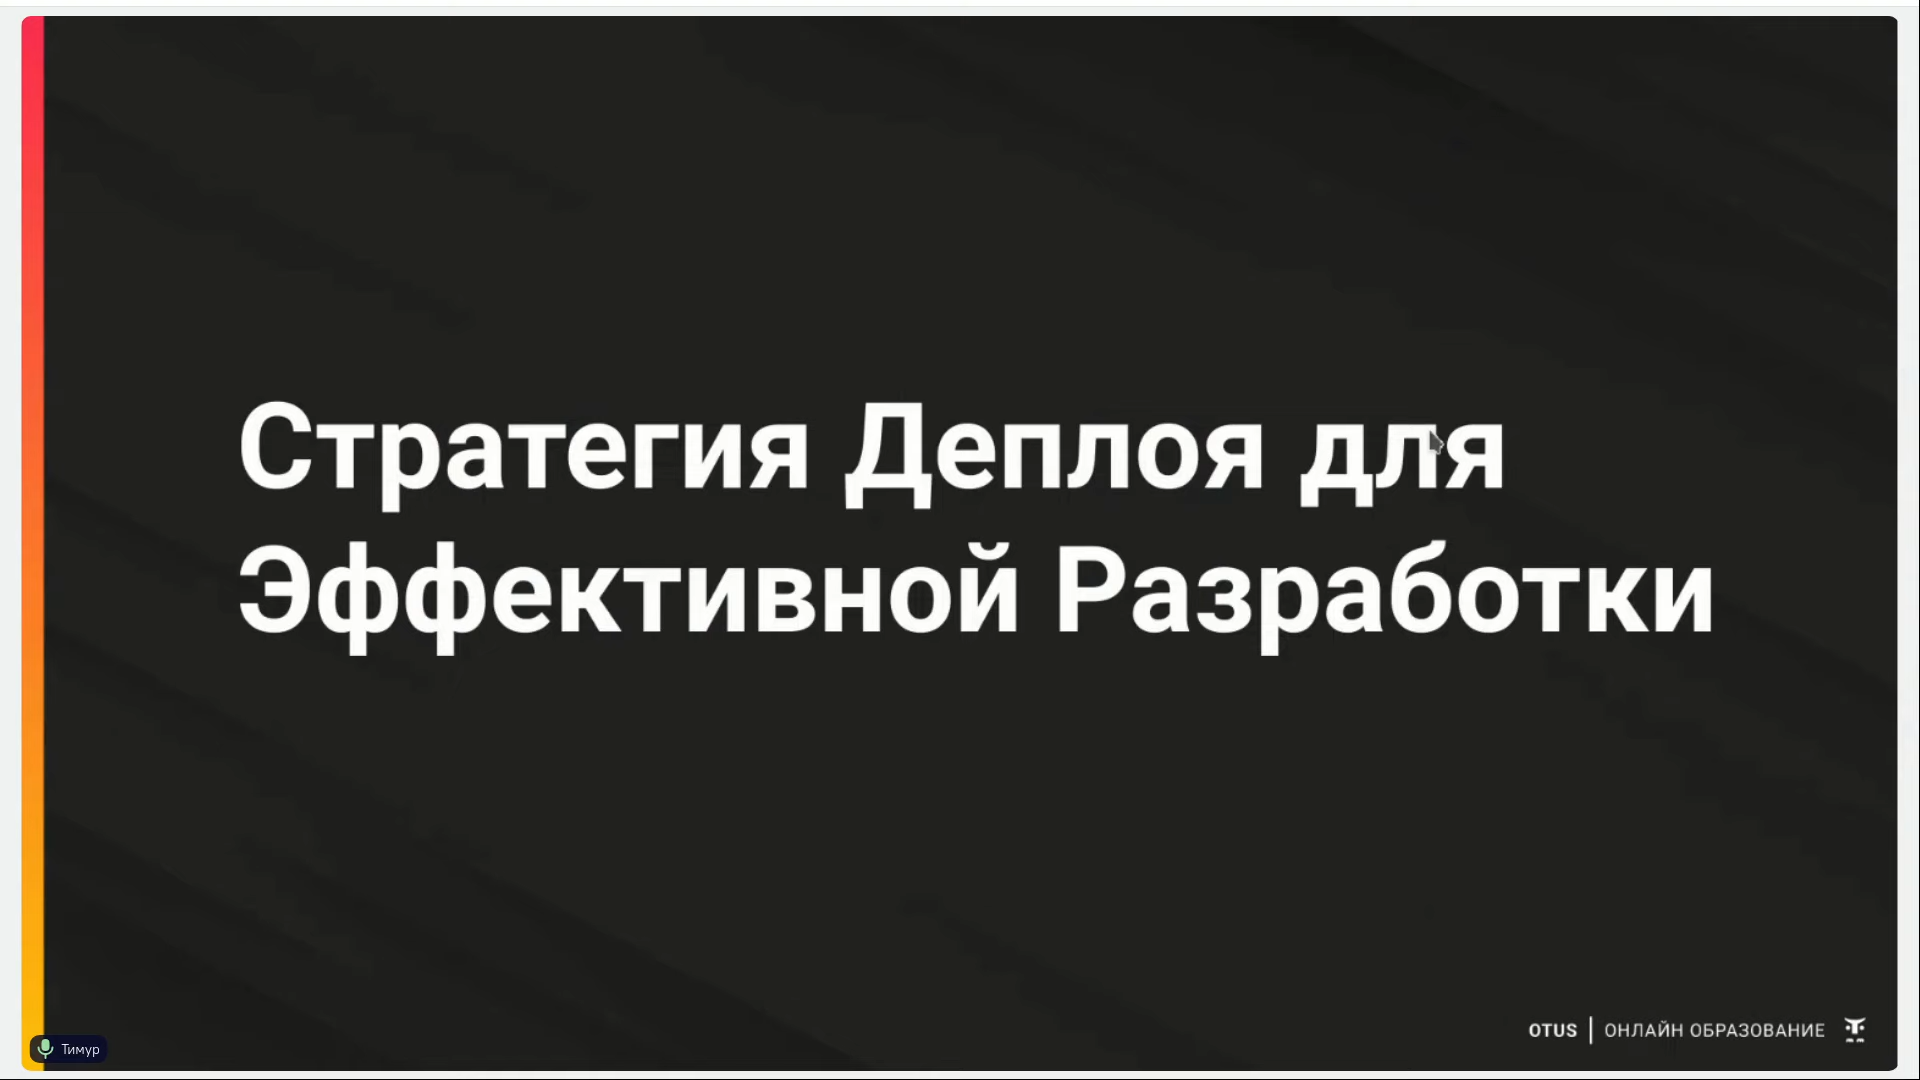 Стратегия Деплоя для
Эффективной Разработки
OTUS | ОНЛАЙН ОБРАЗОВАНИЕ
Тимур